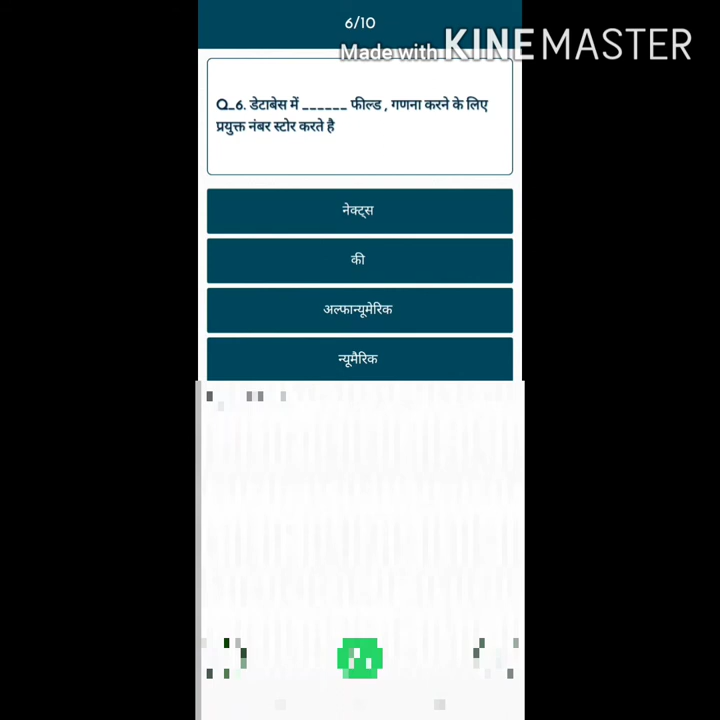 6/10
Made with KINEMASTER
Q_6. डेटाबेस में ______ फील्ड , गणना करने के लिए
प्रयुक्त नंबर स्टोर करते है
नेक्ट्स
की
अल्फान्यूमेरिक
न्यूमैरिक